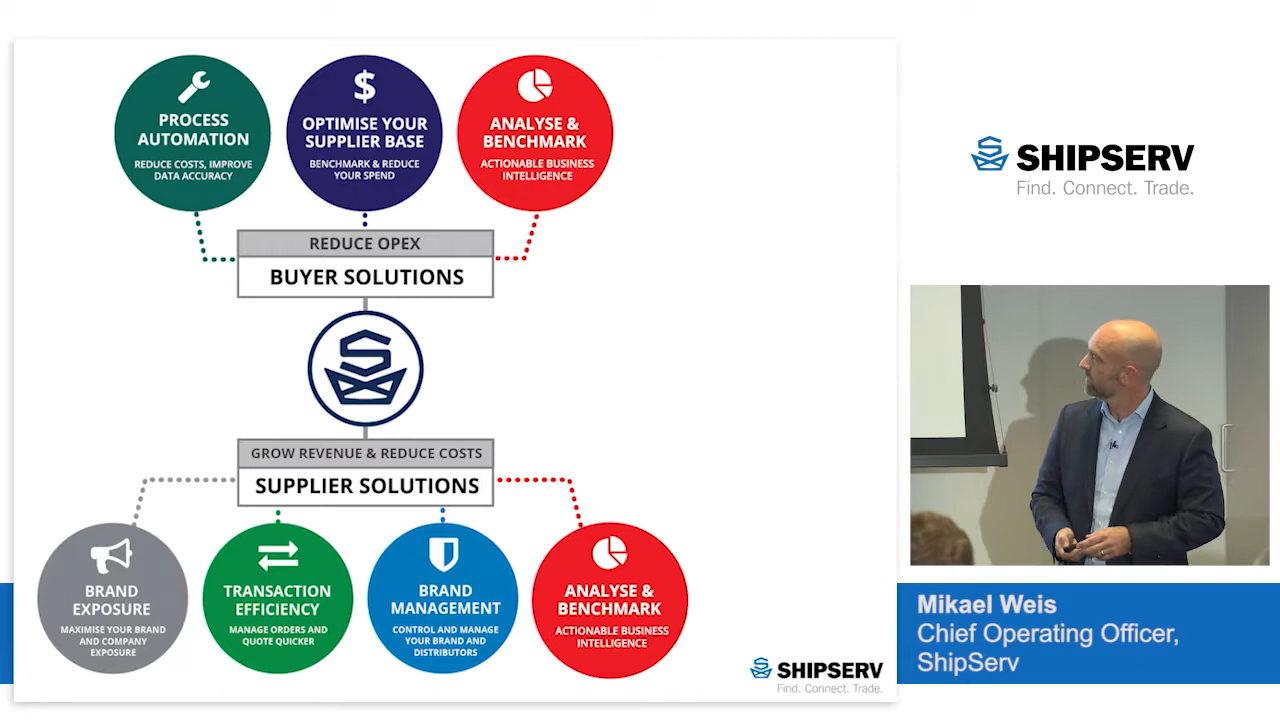 PROCESS
AUTOMATION
REDUCE COSTS, IMPROVE
DATA ACCURACY
$
OPTIMISE YOUR
SUPPLIER BASE
BENCHMARK & REDUCE
YOUR SPEND
ANALYSE &
BENCHMARK
ACTIONABLE BUSINESS
INTELLIGENCE
REDUCE OPEX
BUYER SOLUTIONS
GROW REVENUE & REDUCE COSTS
SUPPLIER SOLUTIONS
BRAND
EXPOSURE
MAXIMISE YOUR BRAND
AND COMPANY
EXPOSURE
TRANSACTION
EFFICIENCY
MANAGE ORDERS AND
QUOTE QUICKER
BRAND
MANAGEMENT
CONTROL AND MANAGE
YOUR BRAND AND
DISTRIBUTORS
ANALYSE &
BENCHMARK
ACTIONABLE BUSINESS
INTELLIGENCE
SHIPSERV
Find. Connect. Trade.
SHIPSERV
Find. Connect. Trade.
Mikael Weis
Chief Operating Officer,
ShipServ